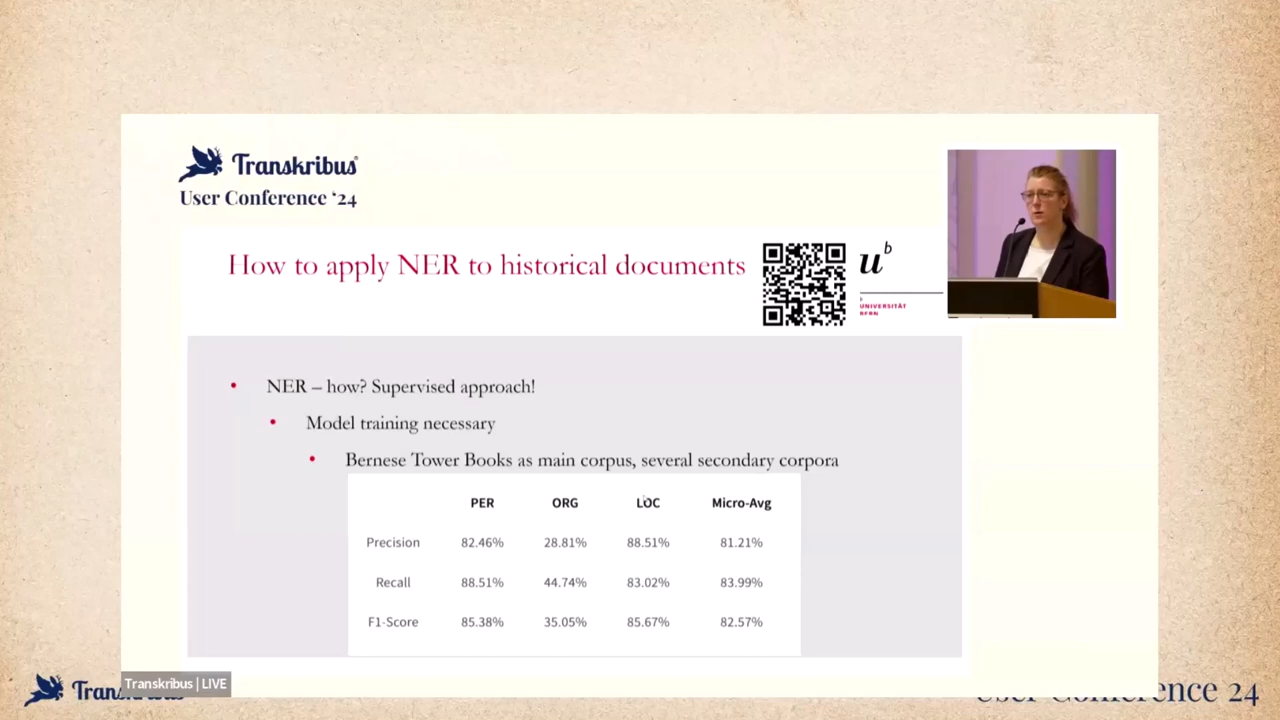 Transkribus
User Conference ‘24
How to apply NER to historical documents
u b
b
UNIVERSITÄT
BERN
• NER – how? Supervised approach!
• Model training necessary
• Bernese Tower Books as main corpus, several secondary corpora
PER ORG LOC Micro-Avg
Precision 82.46% 28.81% 88.51% 81.21%
Recall 88.51% 44.74% 83.02% 83.99%
F1-Score 85.38% 35.05% 85.67% 82.57%
Transkribus | LIVE
Transkribus
User Conference 24